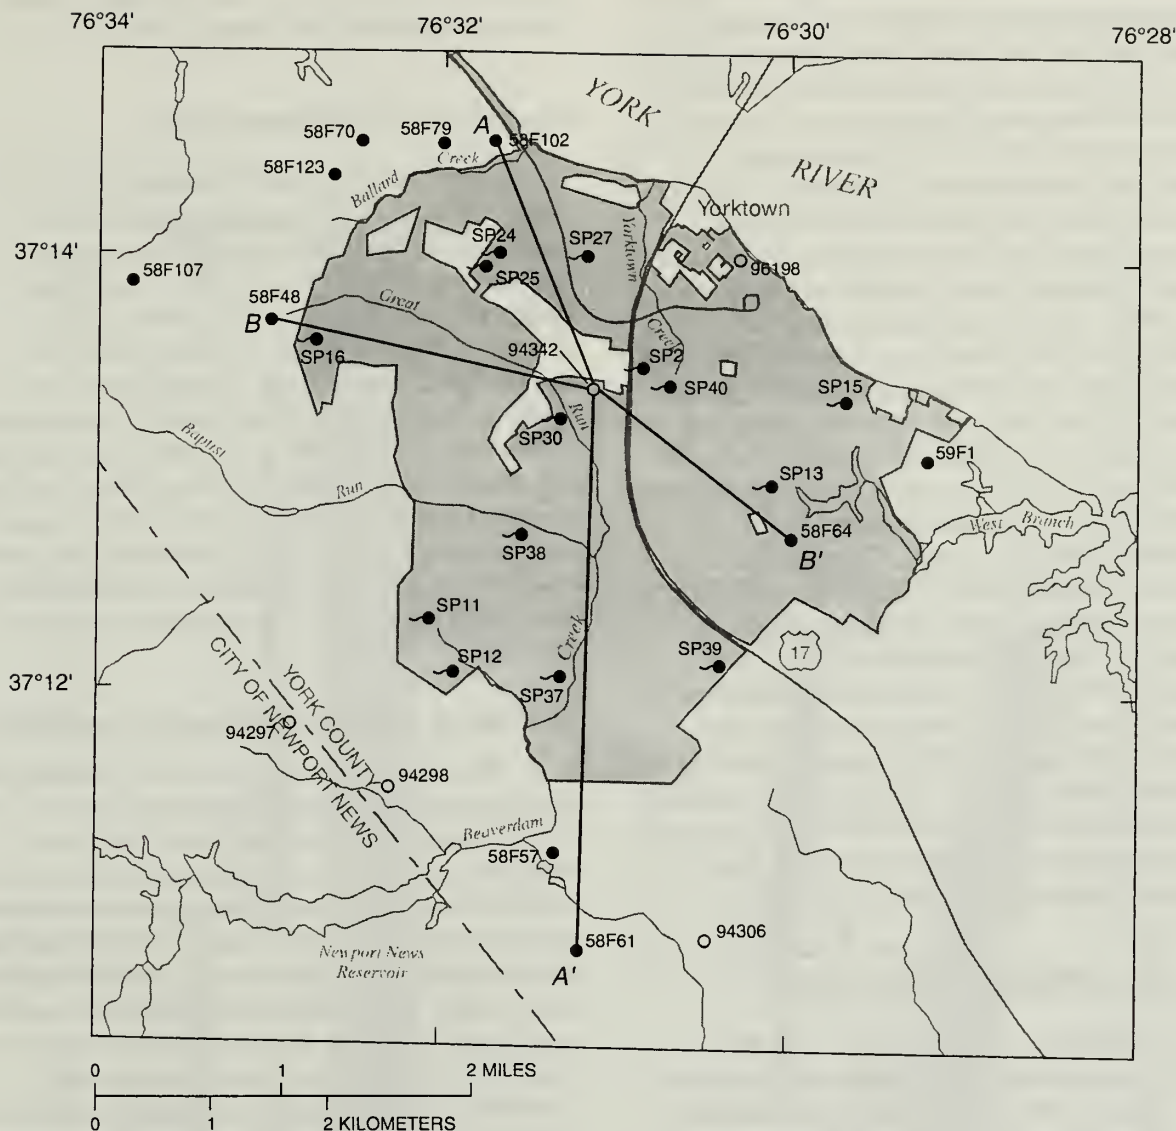 76°34'
76°32'
76°30'
76°28'
YORK
RIVER
58F70
58F79
A
58F102
Creek
58F123
Ballard
Yorktown
Yorktown
Creek
37°14'
SP24
SP27
96198
58F107
SP25
58F48
Great
B
94342
SP16
SP2
SP40
SP15
Run
SP30
59F1
Baptist
Run
SP13
West Branch
58F64
B'
SP38
SP11
Creek
17
SP39
SP12
37°12'
SP37
YORK COUNTY
CITY OF NEWPORT NEWS
94297
94298
Beaverdam
58F57
94306
58F61
A'
Newport News
Reservoir
0 1 2 MILES
0 1 2 KILOMETERS